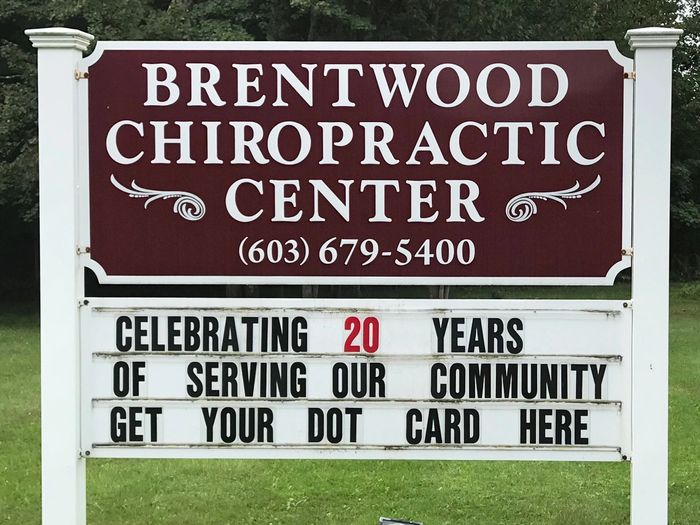 BRENTWOOD
CHIROPRACTIC
CENTER
(603) 679-5400
CELEBRATING 20 YEARS
OF SERVING OUR COMMUNITY
GET YOUR DOT CARD HERE